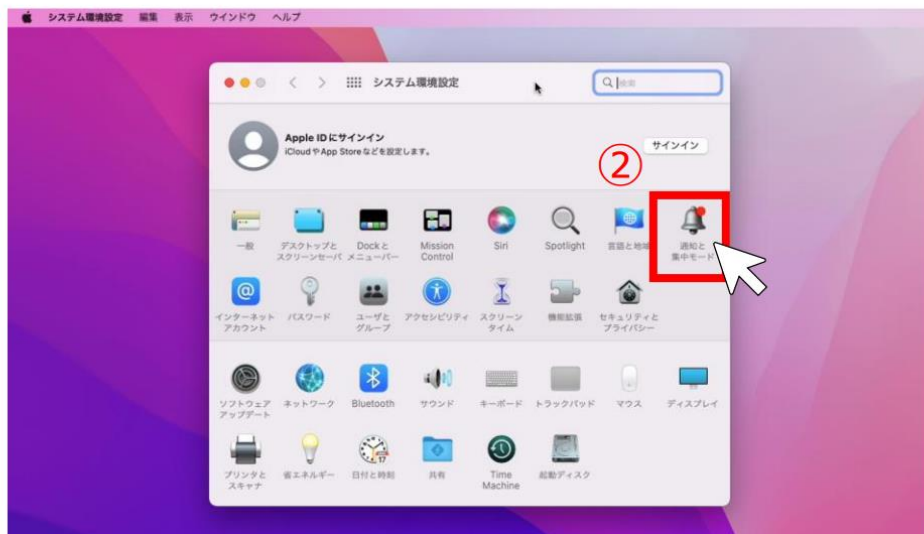 システム環境設定 編集 表示 ウインドウ ヘルプ
システム環境設定
検索
Apple IDにサインイン
iCloudやApp Storeなどを設定します。
サインイン
②
一般
デスクトップと
スクリーンセーバ
Dockと
メニューバー
Mission
Control
Siri
Spotlight
言語と地域
通知と
集中モード
インターネット
アカウント
パスワード
ユーザと
グループ
アクセシビリティ
スクリーン
タイム
機能拡張
セキュリティと
プライバシー
ソフトウェア
アップデート
ネットワーク
Bluetooth
サウンド
キーボード
トラックパッド
マウス
ディスプレイ
プリンタと
スキャナ
省エネルギー
日付と時刻
共有
Time
Machine
起動ディスク